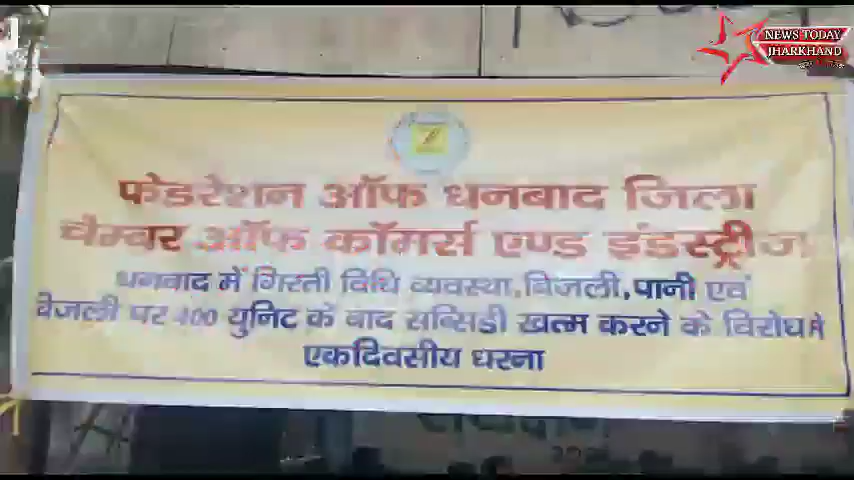 NEWS TODAY
JHARKHAND
फेडरेशन ऑफ धनबाद जिला
चेम्बर ऑफ कॉमर्स एण्ड इंडस्ट्रीज
धनबाद में गिरती विधि व्यवस्था, बिजली, पानी एवं
बिजली पर 400 युनिट के बाद सब्सिडी खत्म करने के विरोध में
एकदिवसीय धरना